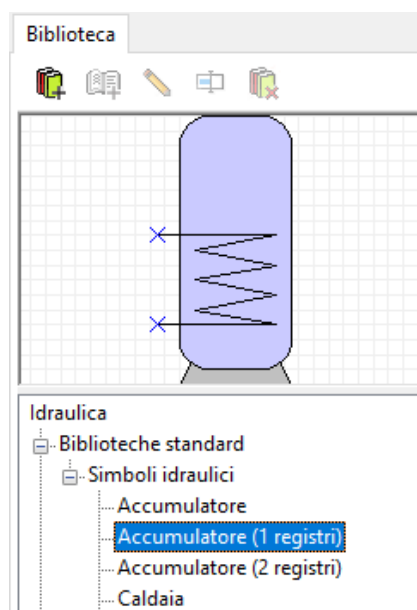 Biblioteca
Idraulica
Biblioteche standard
Simboli idraulici
Accumulatore
Accumulatore (1 registri)
Accumulatore (2 registri)
Caldaia